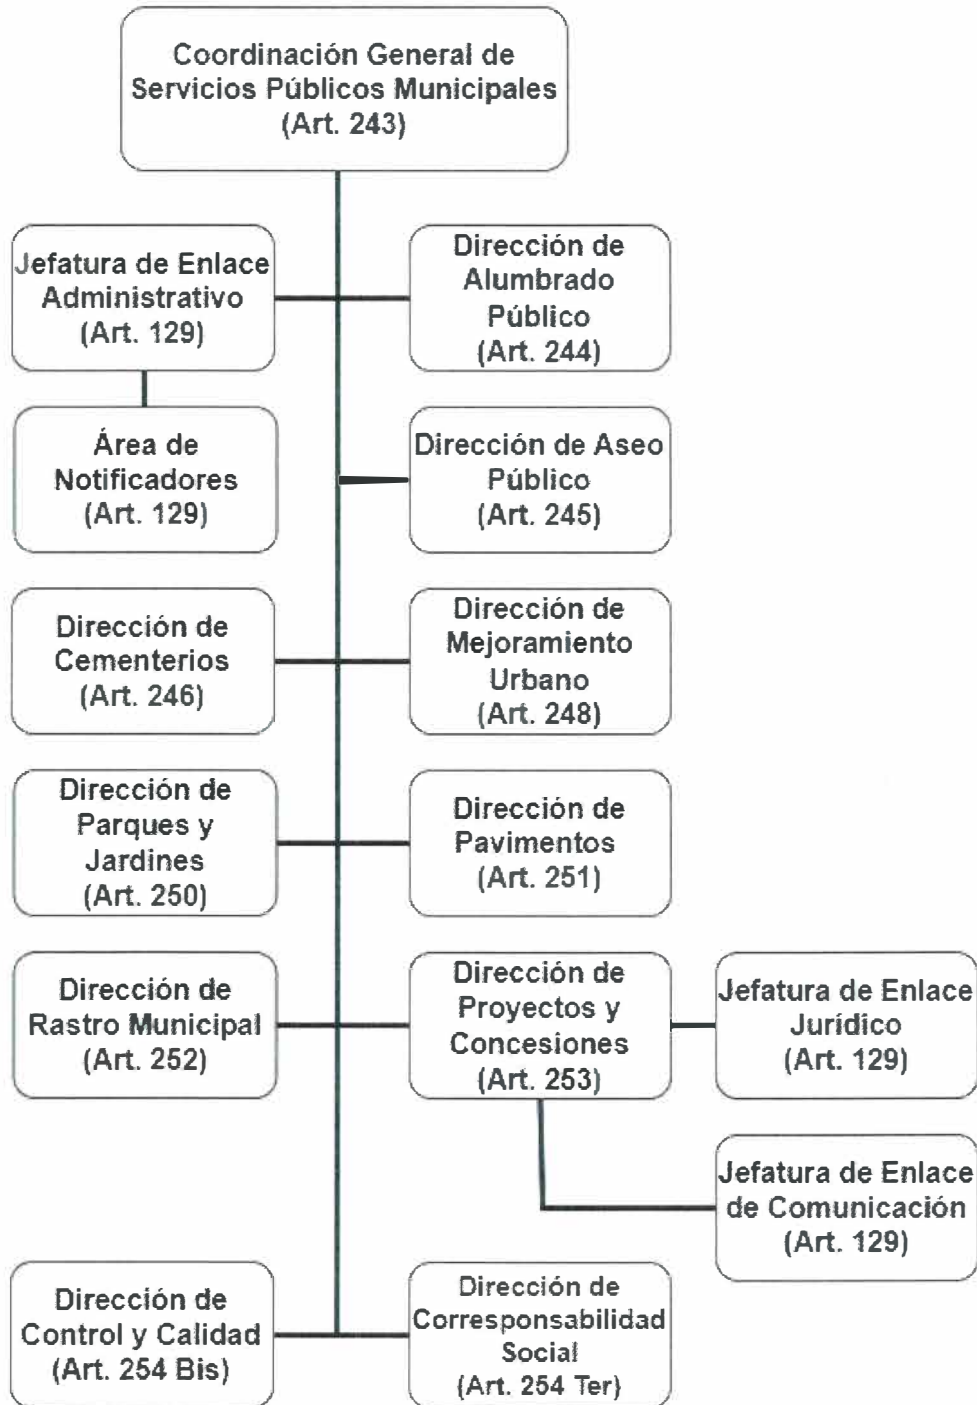 Coordinación General de
Servicios Públicos Municipales
(Art. 243)
Jefatura de Enlace
Administrativo
(Art. 129)
Dirección de
Alumbrado
Público
(Art. 244)
Área de
Notificadores
(Art. 129)
Dirección de Aseo
Público
(Art. 245)
Dirección de
Cementerios
(Art. 246)
Dirección de
Mejoramiento
Urbano
(Art. 248)
Dirección de
Parques y
Jardines
(Art. 250)
Dirección de
Pavimentos
(Art. 251)
Dirección de
Rastro Municipal
(Art. 252)
Dirección de
Proyectos y
Concesiones
(Art. 253)
Jefatura de Enlace
Jurídico
(Art. 129)
Jefatura de Enlace
de Comunicación
(Art. 129)
Dirección de
Control y Calidad
(Art. 254 Bis)
Dirección de
Corresponsabilidad
Social
(Art. 254 Ter)